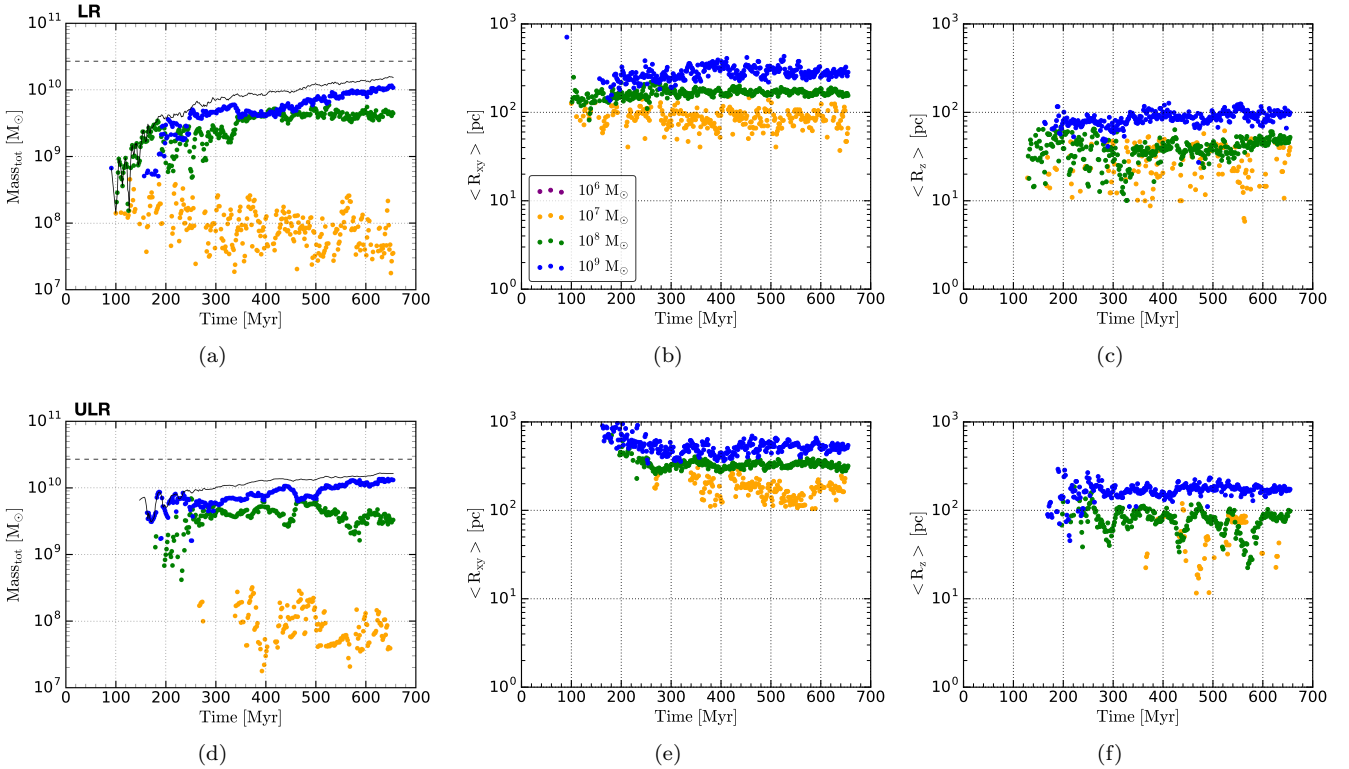 LR
10^11
10^10
10^9
10^8
10^7
Mass_tot [M_⊙]
0 100 200 300 400 500 600 700
Time [Myr]
(a)
10^3
10^2
10^1
10^0
< R_xy > [pc]
10^6 M_⊙
10^7 M_⊙
10^8 M_⊙
10^9 M_⊙
0 100 200 300 400 500 600 700
Time [Myr]
(b)
10^3
10^2
10^1
10^0
< R_z > [pc]
0 100 200 300 400 500 600 700
Time [Myr]
(c)
ULR
10^11
10^10
10^9
10^8
10^7
Mass_tot [M_⊙]
0 100 200 300 400 500 600 700
Time [Myr]
(d)
10^3
10^2
10^1
10^0
< R_xy > [pc]
0 100 200 300 400 500 600 700
Time [Myr]
(e)
10^3
10^2
10^1
10^0
< R_z > [pc]
0 100 200 300 400 500 600 700
Time [Myr]
(f)